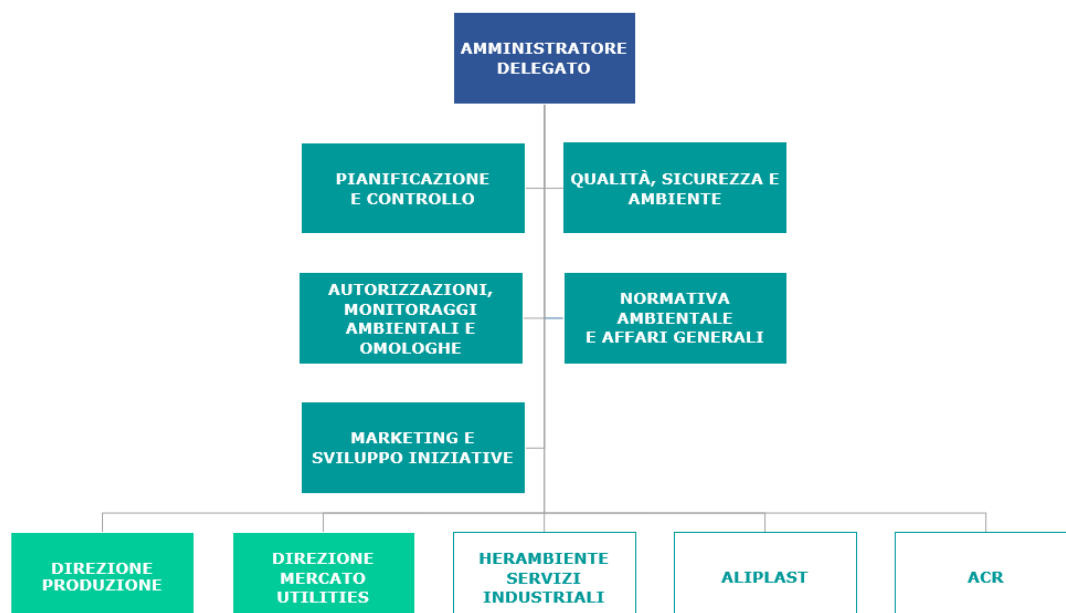 AMMINISTRATORE
DELEGATO
PIANIFICAZIONE
E CONTROLLO
QUALITÀ, SICUREZZA E
AMBIENTE
AUTORIZZAZIONI,
MONITORAGGI
AMBIENTALI E
OMOLOGHE
NORMATIVA
AMBIENTALE
E AFFARI GENERALI
MARKETING E
SVILUPPO INIZIATIVE
DIREZIONE
PRODUZIONE
DIREZIONE
MERCATO
UTILITIES
HERAMBIENTE
SERVIZI
INDUSTRIALI
ALIPLAST
ACR